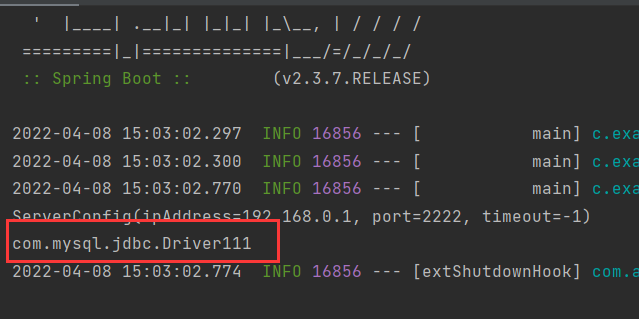 '  |____| .__|_| |_|_| |_\__, | / / / /
=========|_|==============|___/=/_/_/_/
:: Spring Boot ::        (v2.3.7.RELEASE)
2022-04-08 15:03:02.297  INFO 16856 --- [           main] c.exa
2022-04-08 15:03:02.300  INFO 16856 --- [           main] c.exa
2022-04-08 15:03:02.770  INFO 16856 --- [           main] c.exa
ServerConfig(ipAddress=192.168.0.1, port=2222, timeout=-1)
com.mysql.jdbc.Driver111
2022-04-08 15:03:02.774  INFO 16856 --- [extShutdownHook] com.a